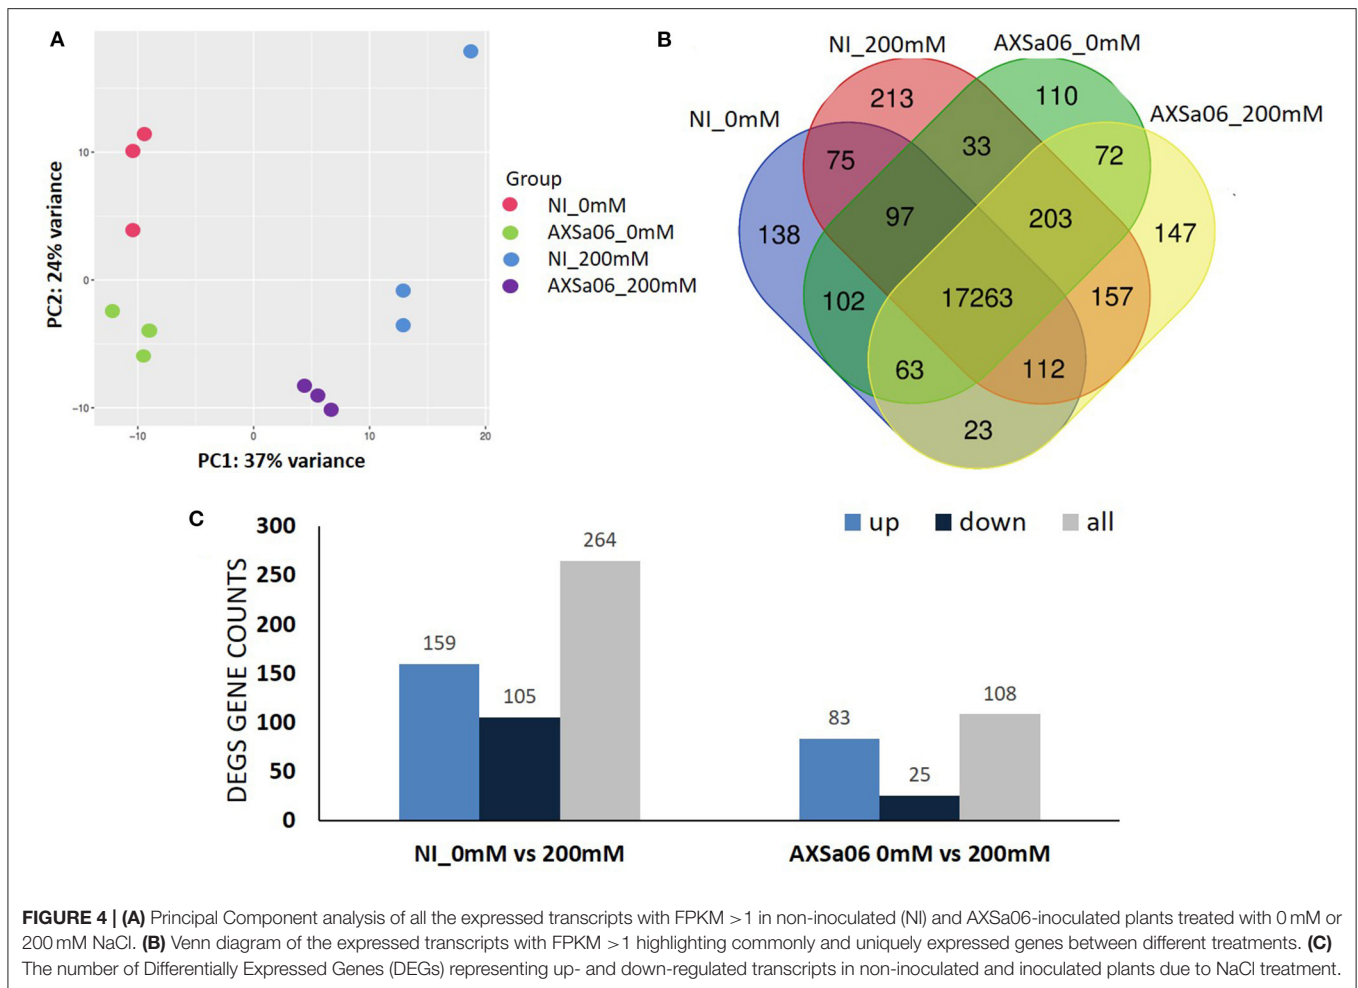 A
10
0
−10
PC2: 24% variance
−10
0
10
20
PC1: 37% variance
Group
NI_0mM
AXSa06_0mM
NI_200mM
AXSa06_200mM
B
NI_200mM
AXSa06_0mM
NI_0mM
AXSa06_200mM
213
110
75
33
72
138
97
203
147
102
17263
157
63
112
23
C
up
down
all
DEGS GENE COUNTS
300
250
200
150
100
50
0
159
105
264
83
25
108
NI_0mM vs 200mM
AXSa06 0mM vs 200mM
FIGURE 4 | (A) Principal Component analysis of all the expressed transcripts with FPKM >1 in non-inoculated (NI) and AXSa06-inoculated plants treated with 0 mM or
200 mM NaCl. (B) Venn diagram of the expressed transcripts with FPKM >1 highlighting commonly and uniquely expressed genes between different treatments. (C)
The number of Differentially Expressed Genes (DEGs) representing up- and down-regulated transcripts in non-inoculated and inoculated plants due to NaCl treatment.